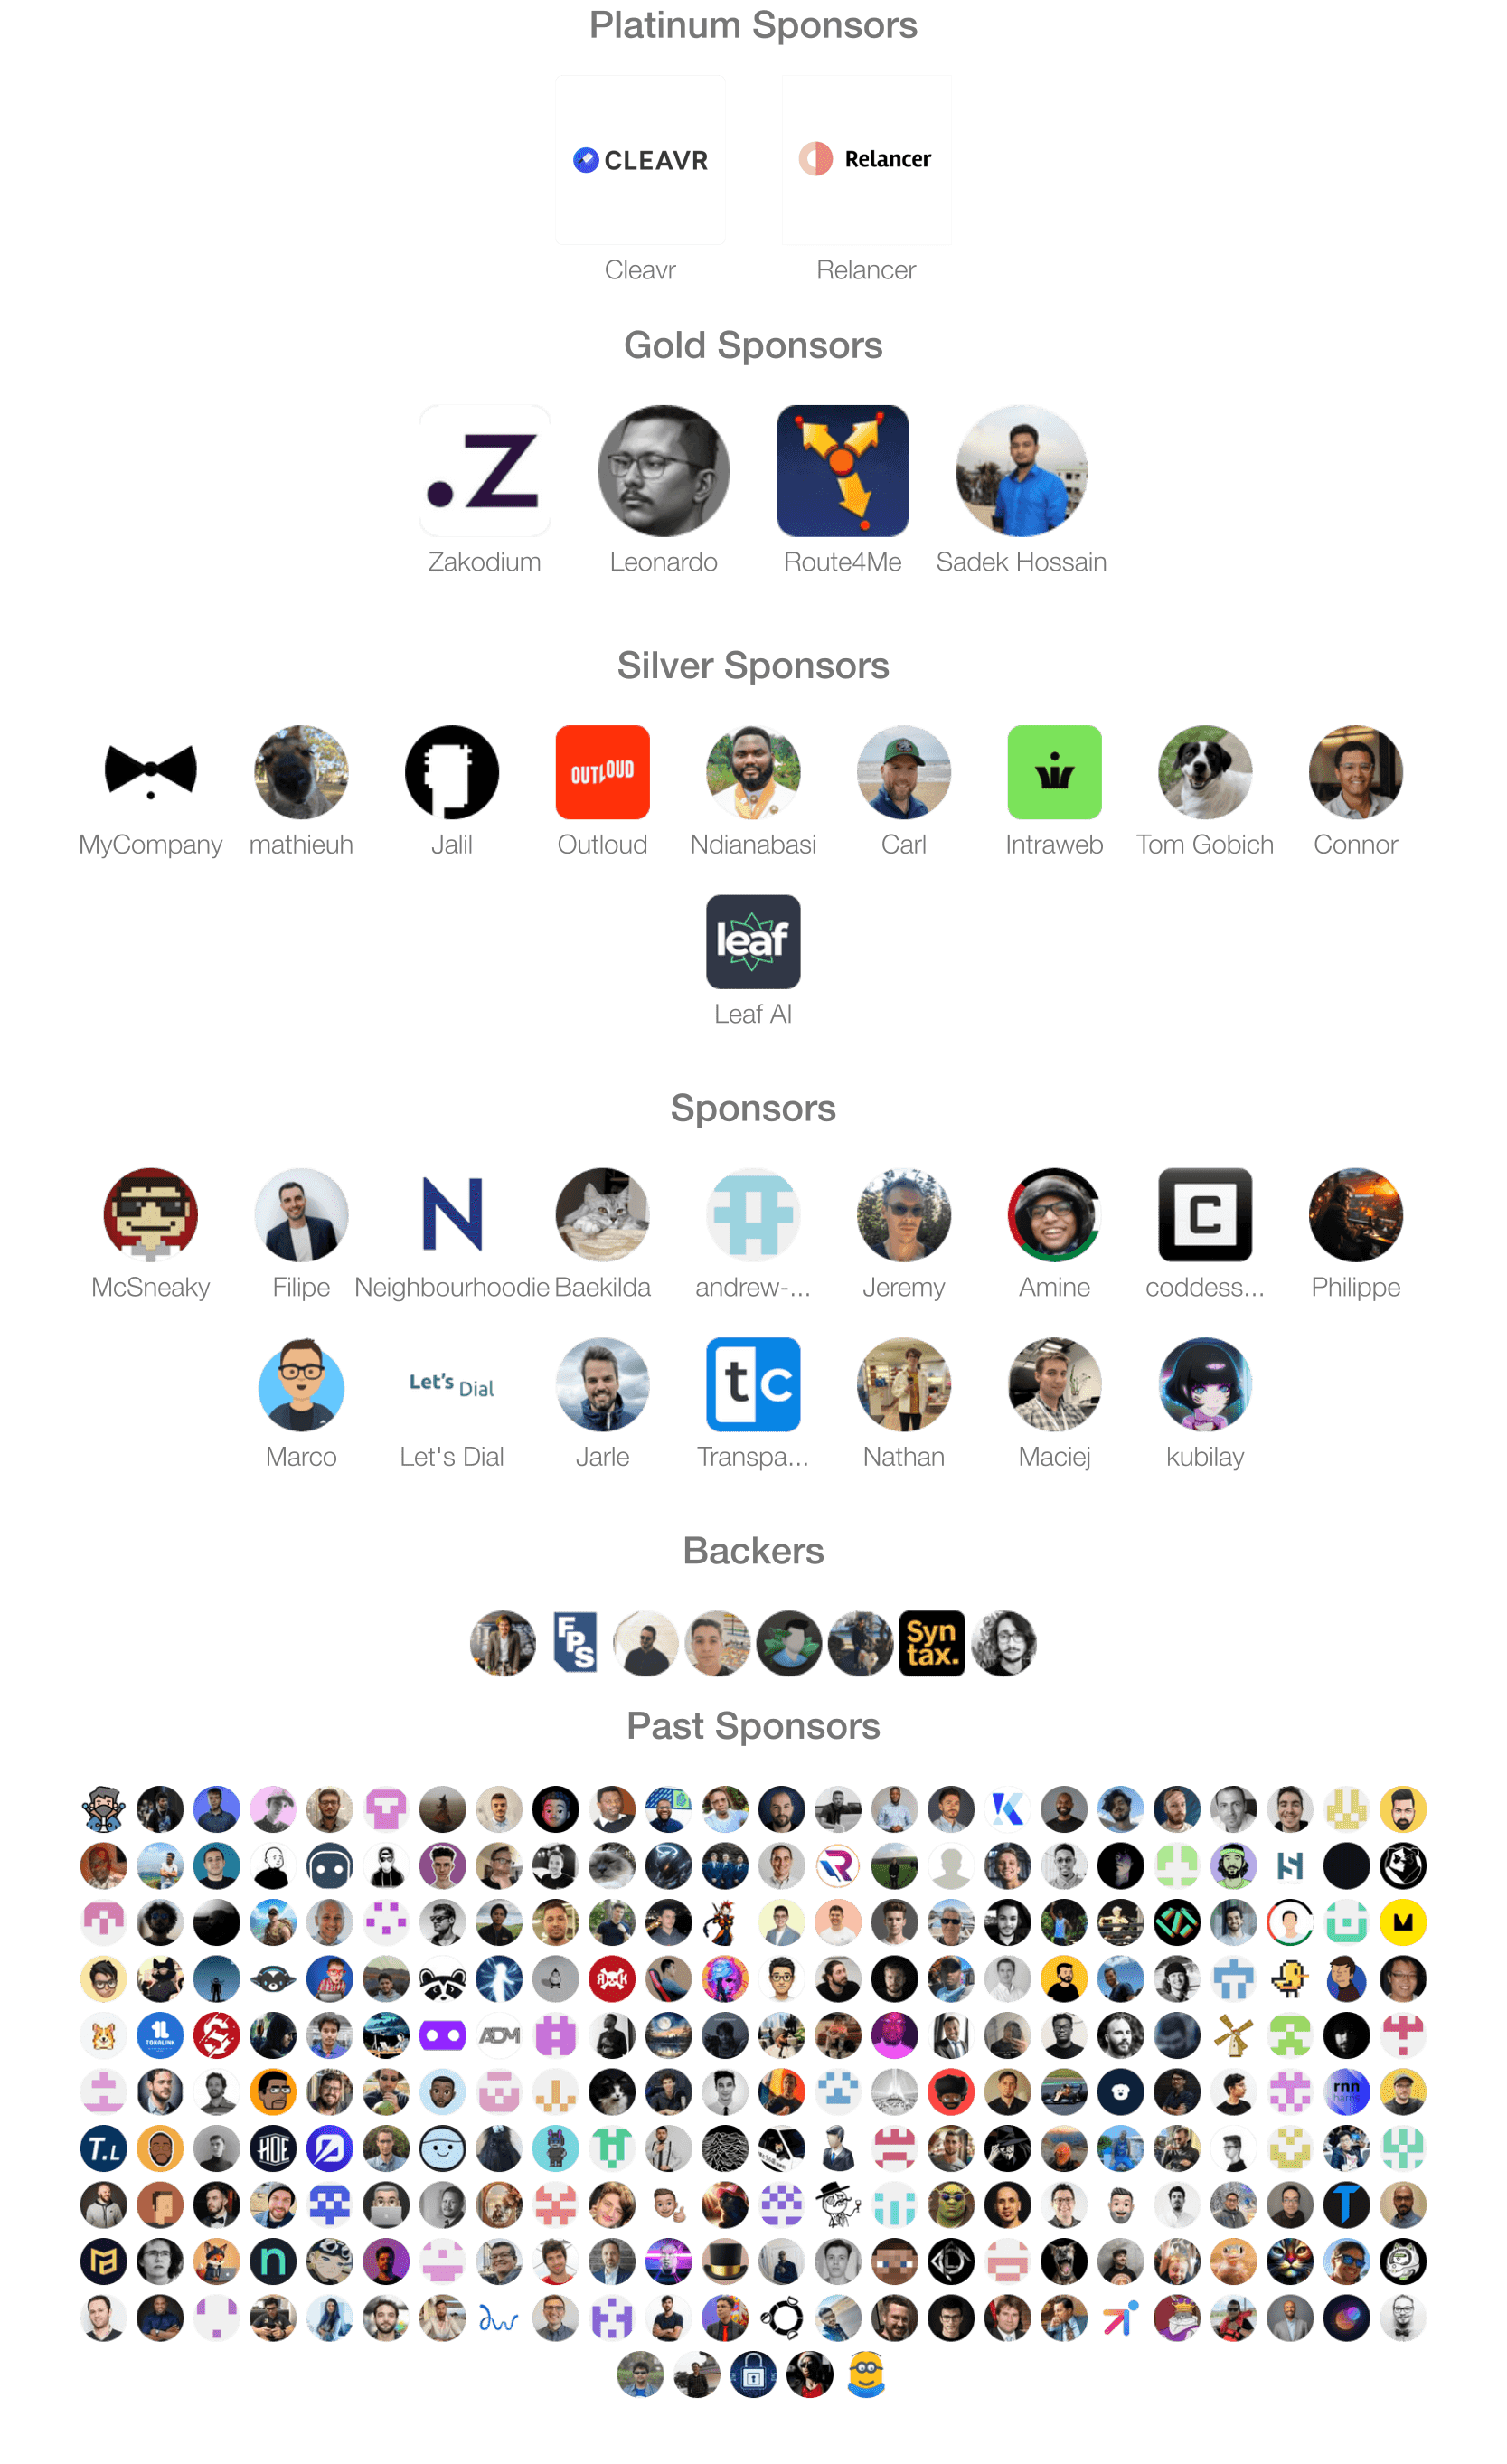 Platinum Sponsors
CLEAVR
Relancer
Cleavr
Relancer
Gold Sponsors
.Z
Zakodium
Leonardo
Route4Me
Sadek Hossain
Silver Sponsors
OUTLOUD
MyCompany
mathieuh
Jalil
Outloud
Ndianabasi
Carl
Intraweb
Tom Gobich
Connor
leaf
Leaf AI
Sponsors
N
C
McSneaky
Filipe
Neighbourhoodie
Baekilda
andrew-...
Jeremy
Amine
coddess...
Philippe
Let's Dial
tc
Marco
Let's Dial
Jarle
Transpa...
Nathan
Maciej
kubilay
Backers
FPS
Syn
tax.
Past Sponsors
K
R
TOKALINK
ADM
rnn
T.L
HOE
n